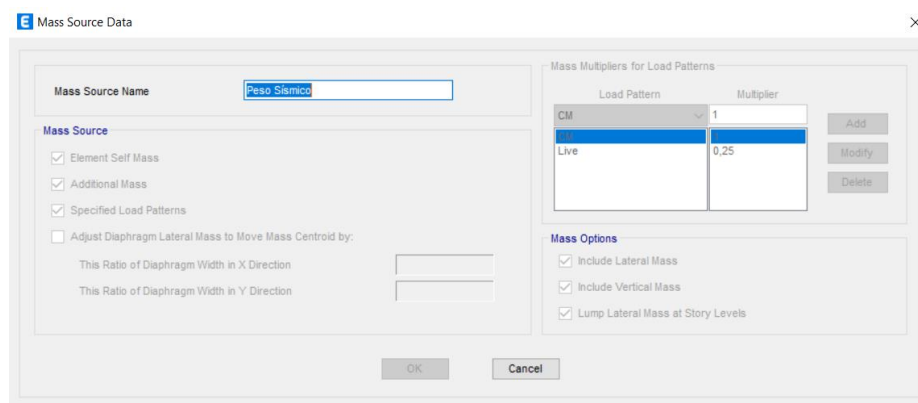 E Mass Source Data
Mass Source Name Peso Sísmico
Mass Source
Element Self Mass
Additional Mass
Specified Load Patterns
Adjust Diaphragm Lateral Mass to Move Mass Centroid by:
This Ratio of Diaphragm Width in X Direction
This Ratio of Diaphragm Width in Y Direction
Mass Multipliers for Load Patterns
Load Pattern Multiplier
CM 1
CM 1
Live 0,25
Add
Modify
Delete
Mass Options
Include Lateral Mass
Include Vertical Mass
Lump Lateral Mass at Story Levels
OK Cancel